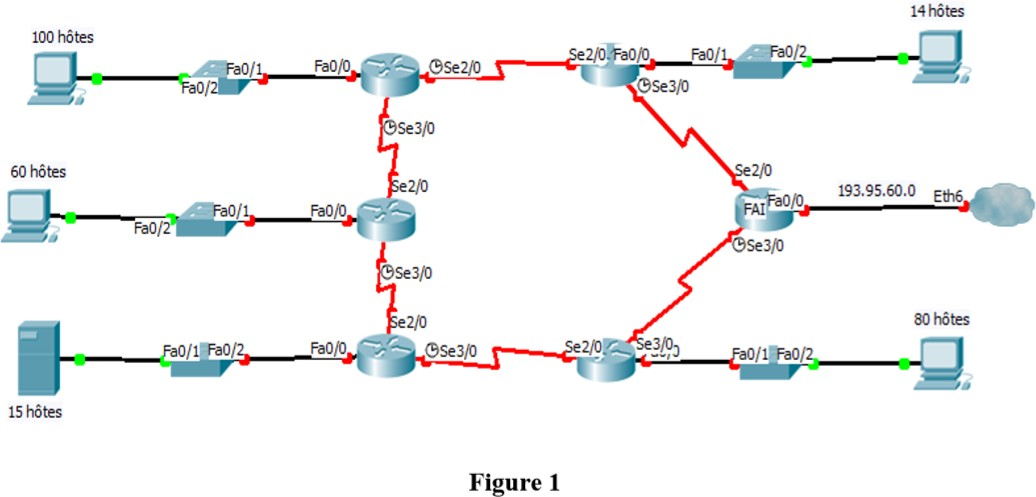 14 hôtes
100 hôtes
Fa0/1
Fa0/2
Fa0/0
Se2/0
Se2/0
Fa0/0
Fa0/1
Fa0/2
Se3/0
Se3/0
Se2/0
60 hôtes
Se2/0
Fa0/1
Fa0/2
Fa0/0
FAI
Fa0/0
193.95.60.0
Eth6
Se3/0
Se3/0
Se2/0
80 hôtes
Fa0/1
Fa0/2
Fa0/0
Se3/0
Se2/0
Se3/0
Fa0/1
Fa0/2
15 hôtes
Figure 1